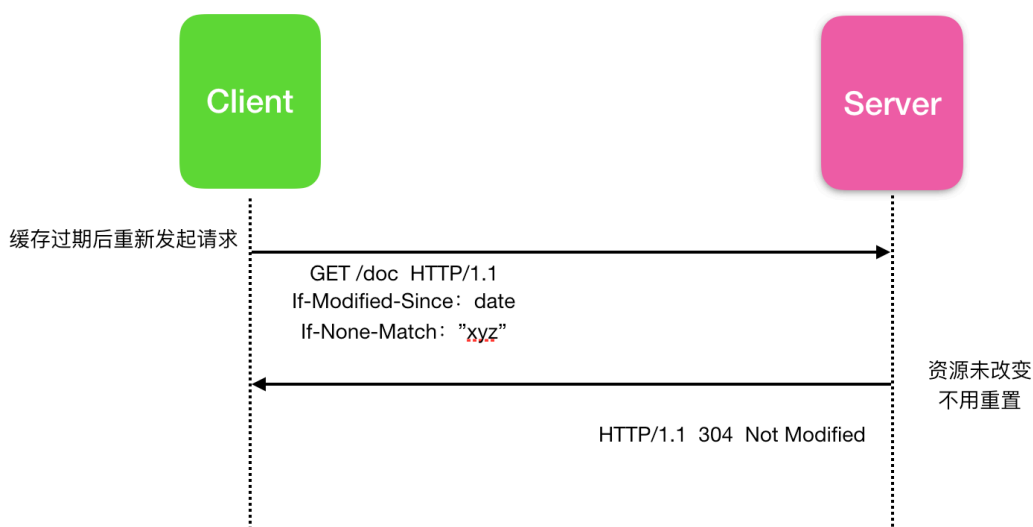 Client
Server
缓存过期后重新发起请求
GET /doc  HTTP/1.1
If-Modified-Since：date
If-None-Match：”xyz”
资源未改变
不用重置
HTTP/1.1  304  Not Modified